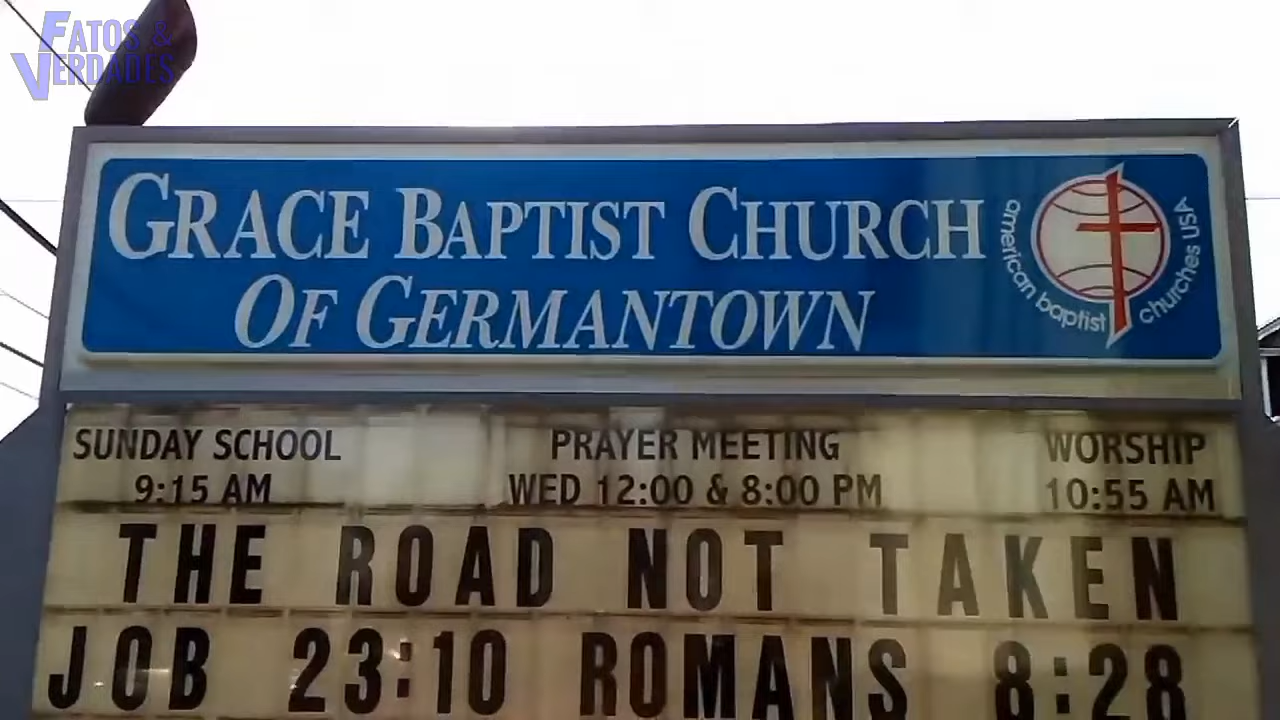 FATOS &
VERDADES
GRACE BAPTIST CHURCH
OF GERMANTOWN
american baptist churches USA
SUNDAY SCHOOL
9:15 AM
PRAYER MEETING
WED 12:00 & 8:00 PM
WORSHIP
10:55 AM
THE ROAD NOT TAKEN
JOB 23:10 ROMANS 8:28